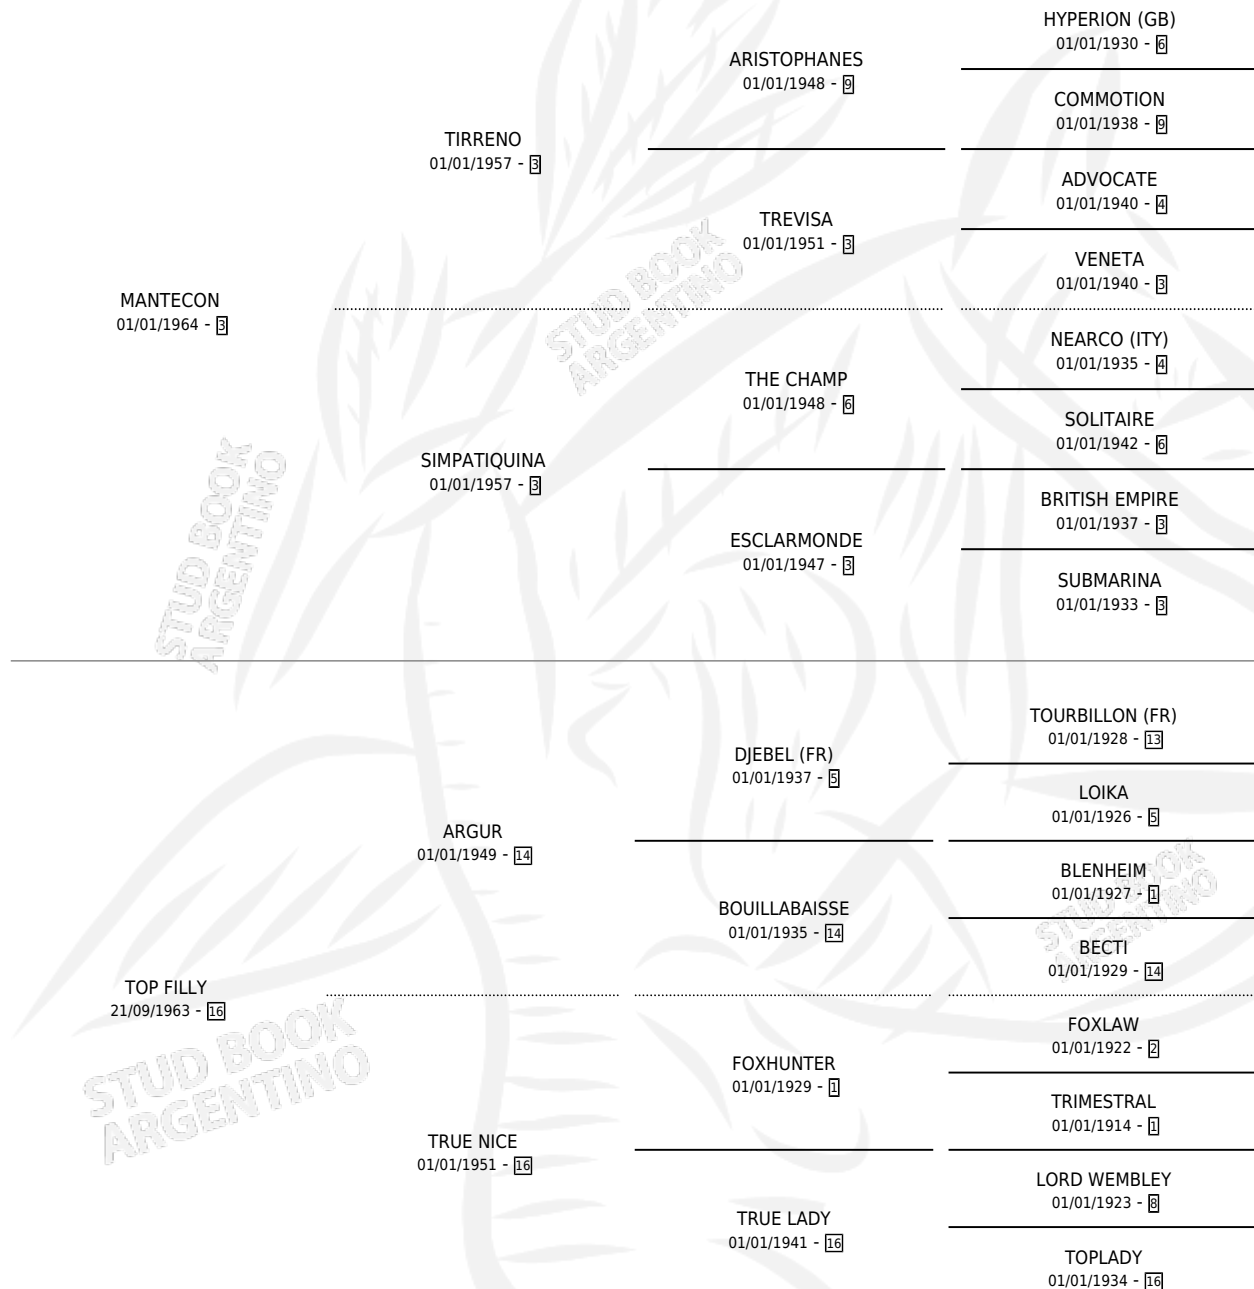 HYPERION (GB)
01/01/1930 - 6
ARISTOPHANES
01/01/1948 - 9
COMMOTION
01/01/1938 - 9
TIRRENO
01/01/1957 - 3
ADVOCATE
01/01/1940 - 4
TREVISA
01/01/1951 - 3
VENETA
01/01/1940 - 3
MANTECON
01/01/1964 - 3
NEARCO (ITY)
01/01/1935 - 4
THE CHAMP
01/01/1948 - 6
SOLITAIRE
01/01/1942 - 6
SIMPATIQUINA
01/01/1957 - 3
BRITISH EMPIRE
01/01/1937 - 3
ESCLARMONDE
01/01/1947 - 3
SUBMARINA
01/01/1933 - 3
STUD BOOK
ARGENTINO
STUD BOOK
ARGENTINO
TOURBILLON (FR)
01/01/1928 - 13
DJEBEL (FR)
01/01/1937 - 5
LOIKA
01/01/1926 - 5
ARGUR
01/01/1949 - 14
BLENHEIM
01/01/1927 - 1
BOUILLABAISSE
01/01/1935 - 14
BECTI
01/01/1929 - 14
TOP FILLY
21/09/1963 - 16
FOXLAW
01/01/1922 - 2
FOXHUNTER
01/01/1929 - 1
TRIMESTRAL
01/01/1914 - 1
TRUE NICE
01/01/1951 - 16
LORD WEMBLEY
01/01/1923 - 8
TRUE LADY
01/01/1941 - 16
TOPLADY
01/01/1934 - 16
STUD BOOK
ARGENTINO
STUD BOOK
ARGENTINO